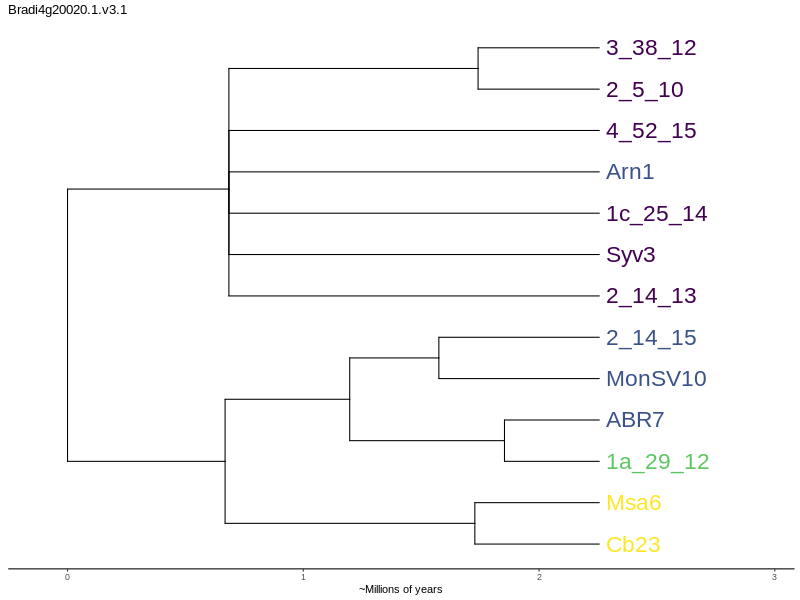 Bradi4g20020.1.v3.1
3_38_12
2_5_10
4_52_15
Arn1
1c_25_14
Syv3
2_14_13
2_14_15
MonSV10
ABR7
1a_29_12
Msa6
Cb23
0 1 2 3
~Millions of years